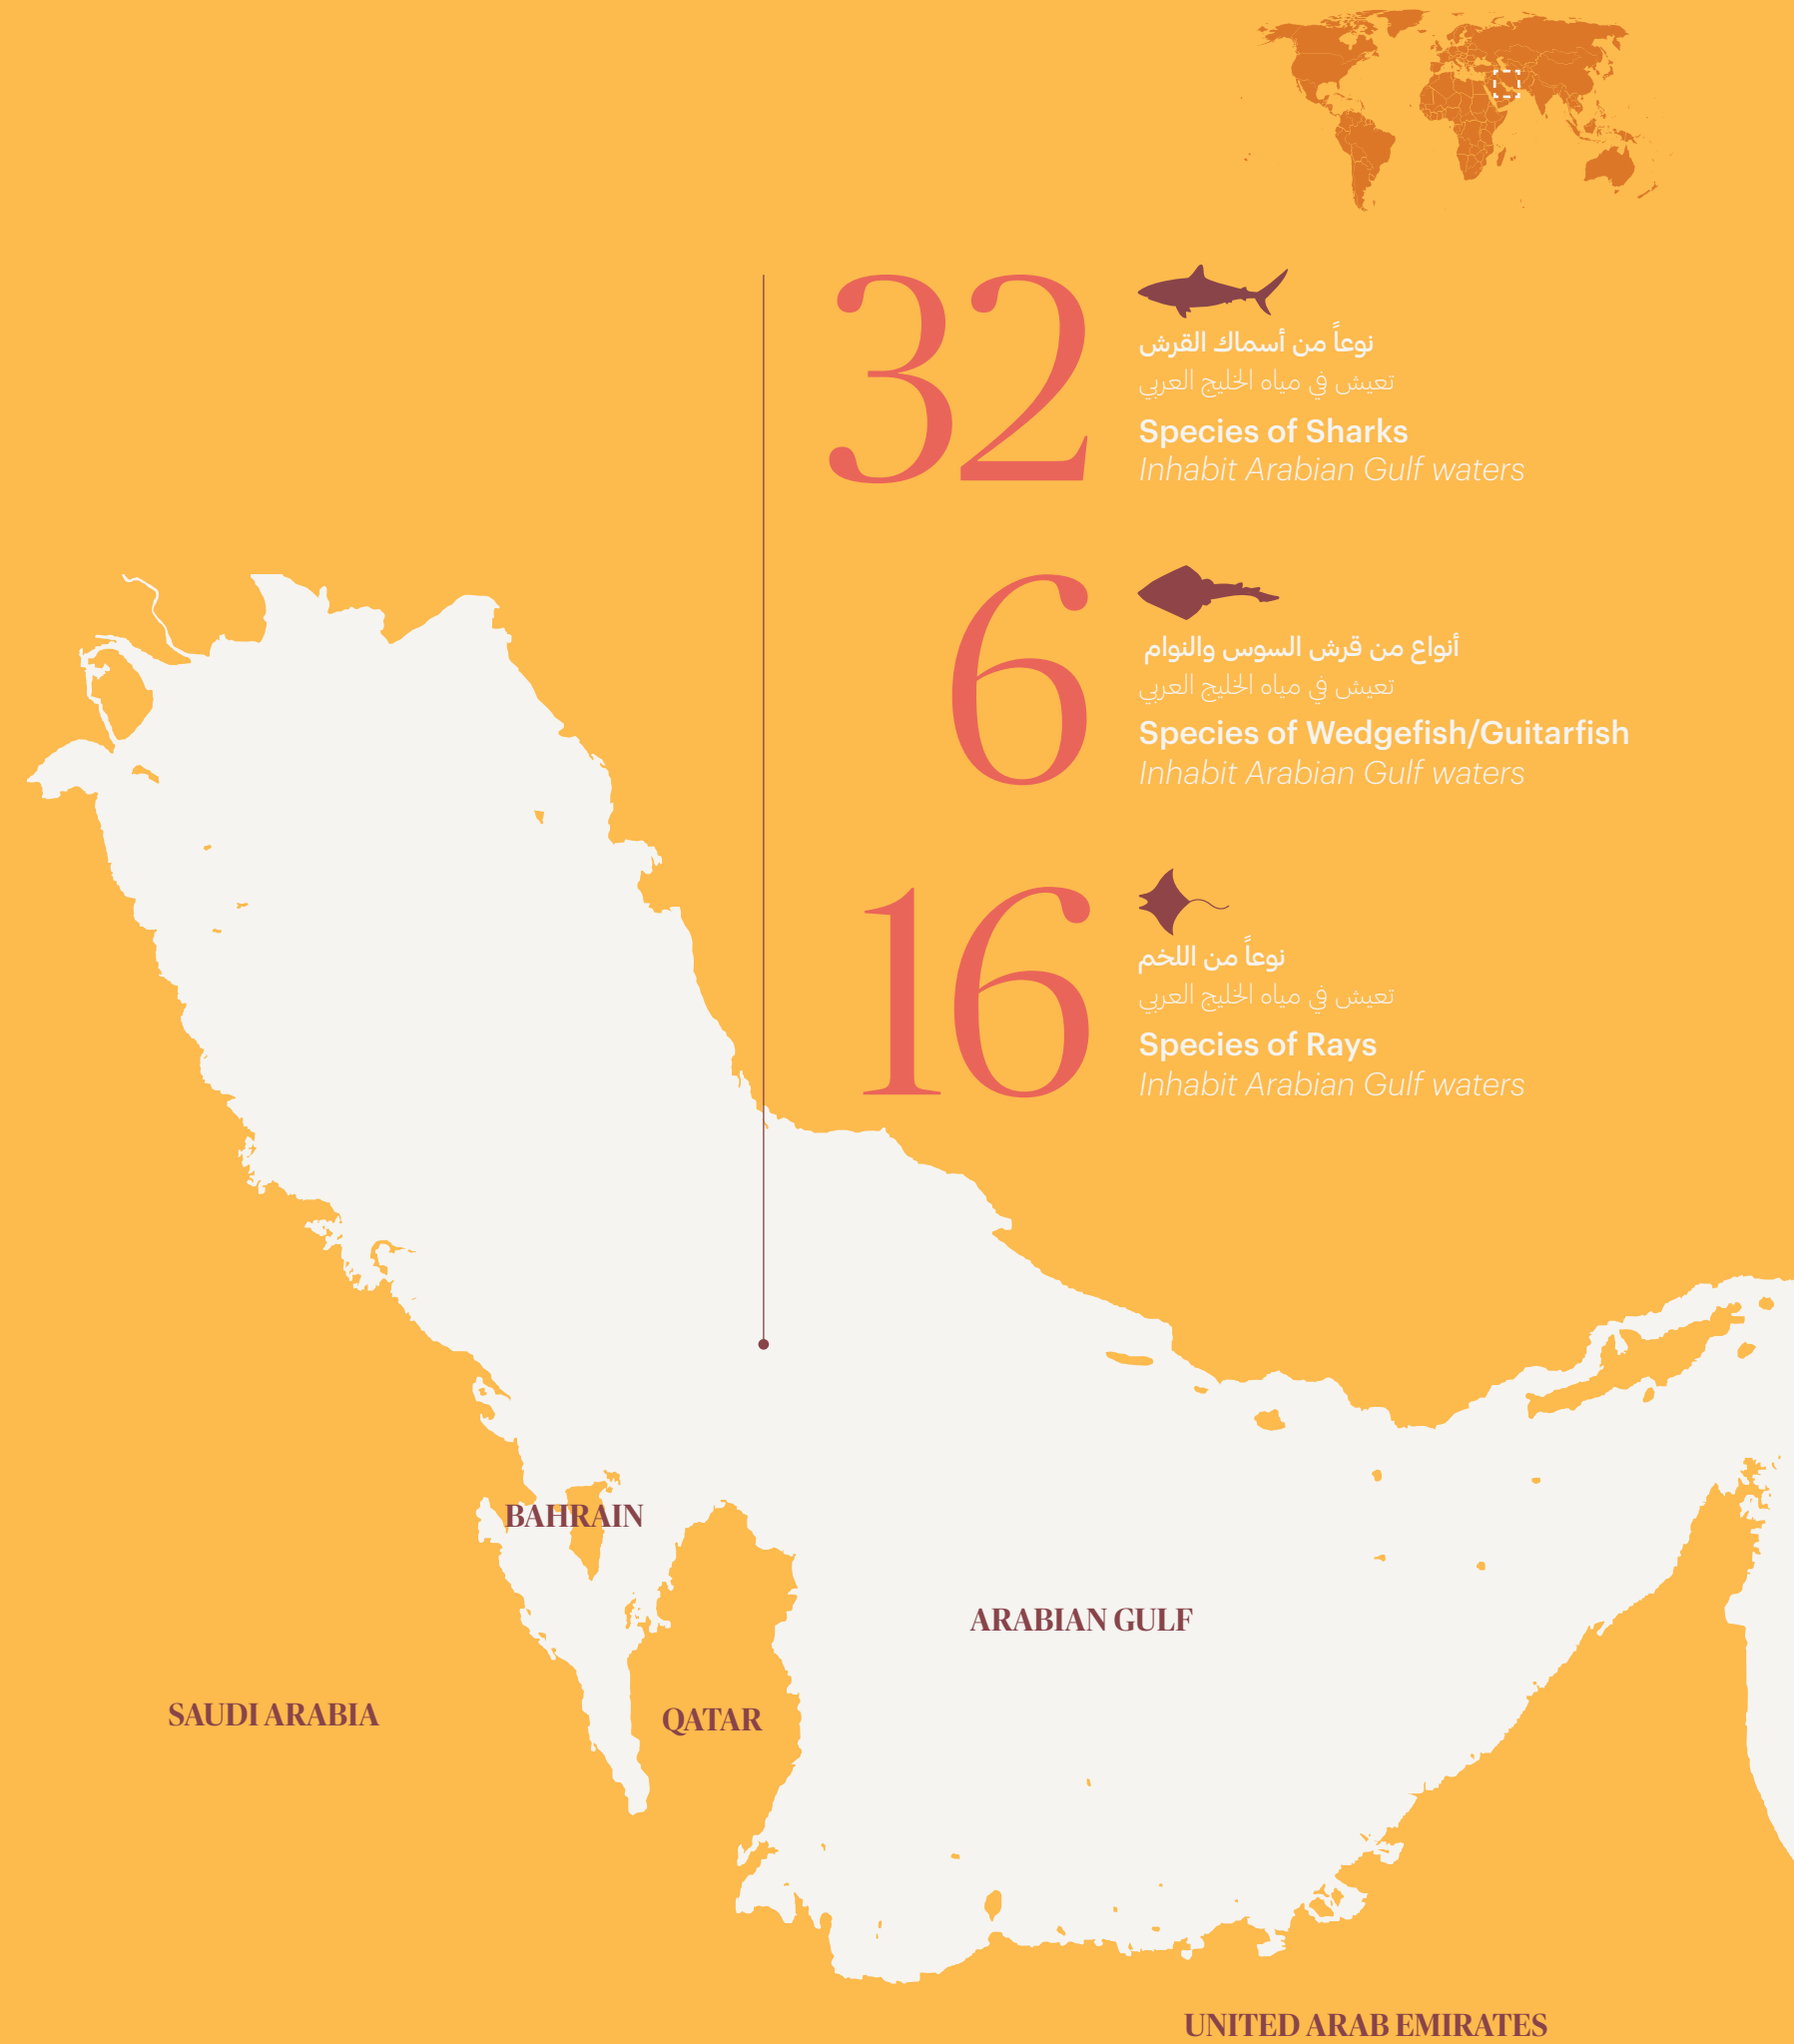 32
نوعاً من أسماك القرش
تعيش في مياه الخليج العربي
Species of Sharks
Inhabit Arabian Gulf waters
6
أنواع من قرش السوس والنوام
تعيش في مياه الخليج العربي
Species of Wedgefish/Guitarfish
Inhabit Arabian Gulf waters
16
نوعاً من اللخم
تعيش في مياه الخليج العربي
Species of Rays
Inhabit Arabian Gulf waters
BAHRAIN
ARABIAN GULF
SAUDI ARABIA
QATAR
UNITED ARAB EMIRATES